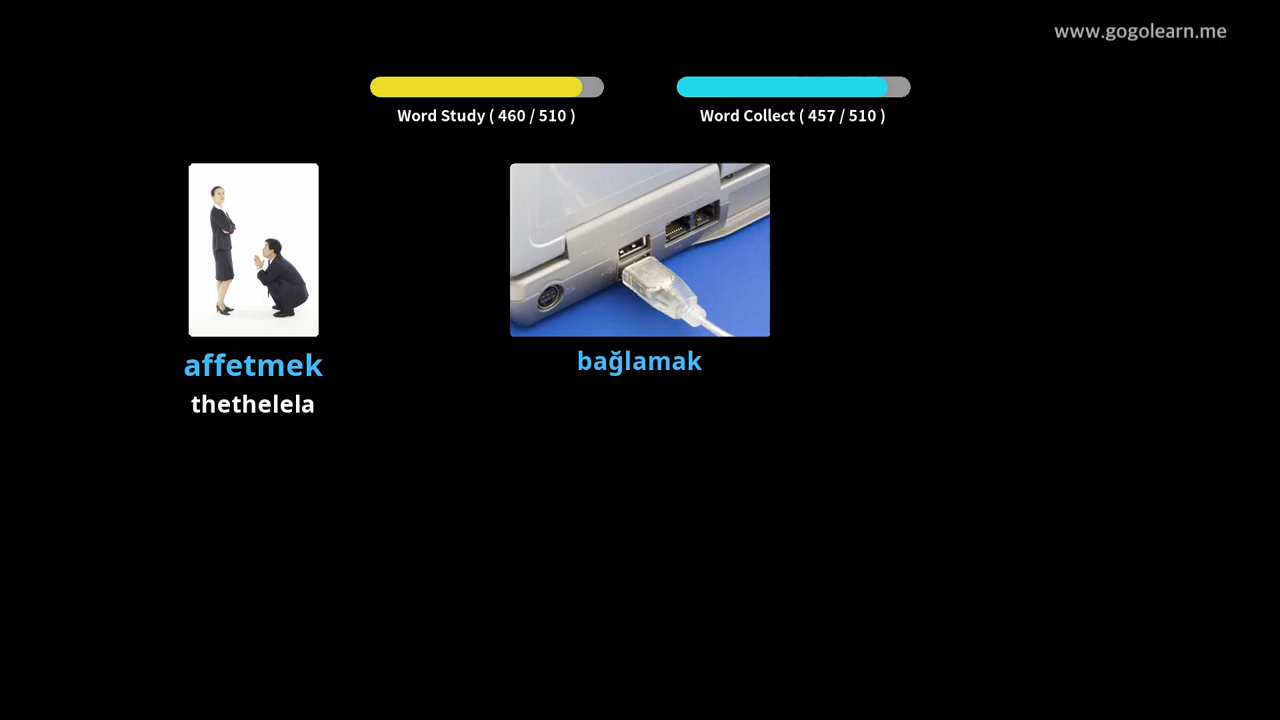 www.gogolearn.me
Word Study ( 460 / 510 )
Word Collect ( 457 / 510 )
affetmek
thethelela
bağlamak